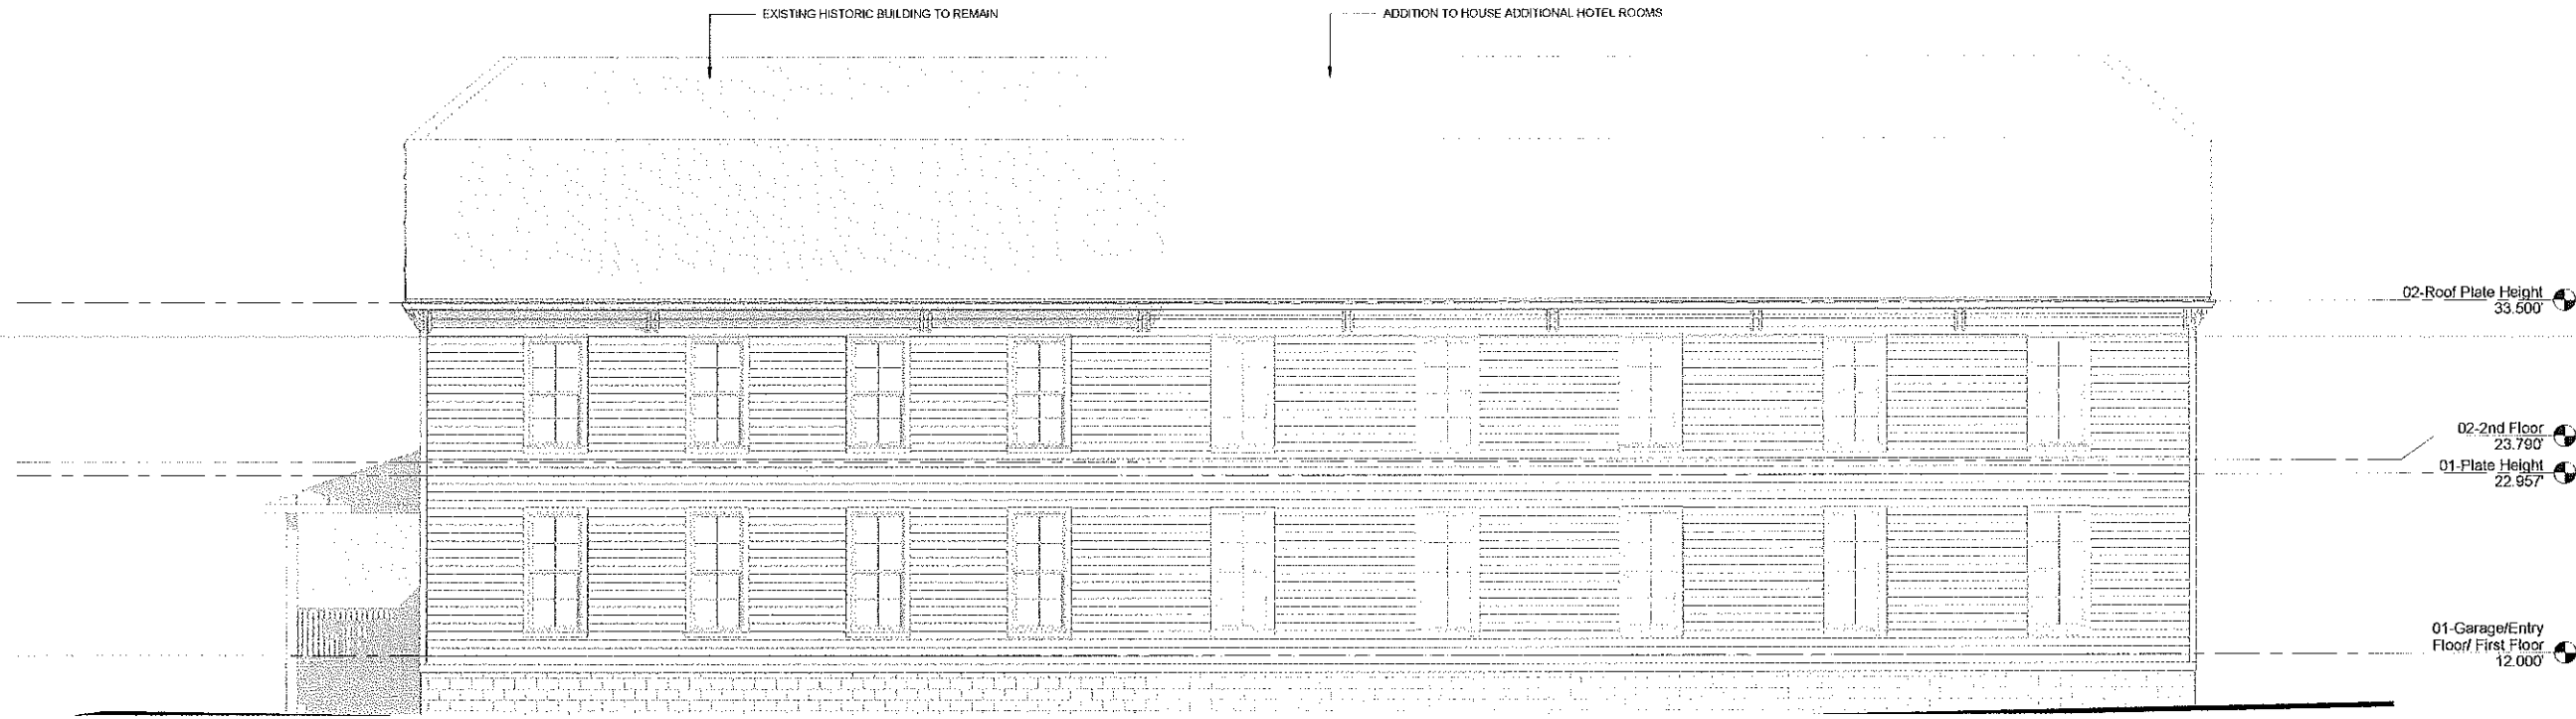 EXISTING HISTORIC BUILDING TO REMAIN
ADDITION TO HOUSE ADDITIONAL HOTEL ROOMS
02-Roof Plate Height
33.500'
02-2nd Floor
23.790'
01-Plate Height
22.957'
01-Garage/Entry
Floor/ First Floor
12.000'